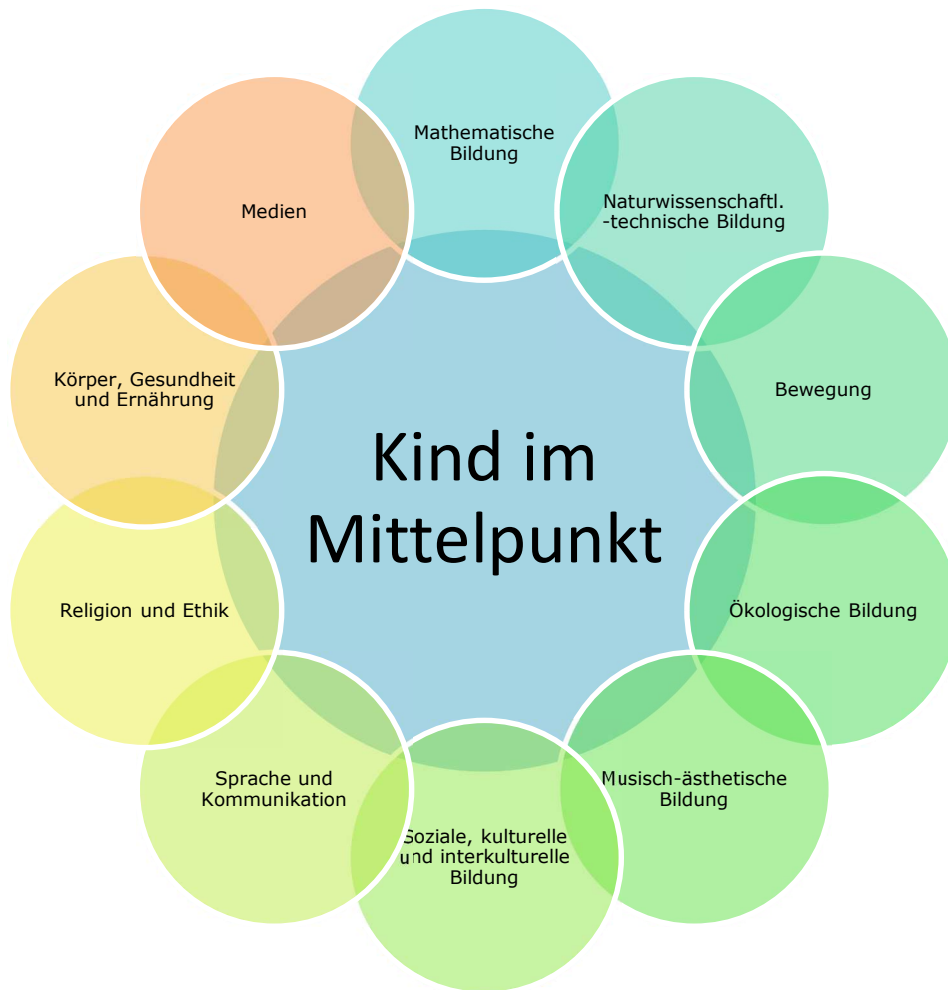 Mathematische
Bildung
Naturwissenschaftl.
-technische Bildung
Bewegung
Ökologische Bildung
Musisch-ästhetische
Bildung
Soziale, kulturelle
und interkulturelle
Bildung
Sprache und
Kommunikation
Religion und Ethik
Körper, Gesundheit
und Ernährung
Medien
Kind im
Mittelpunkt